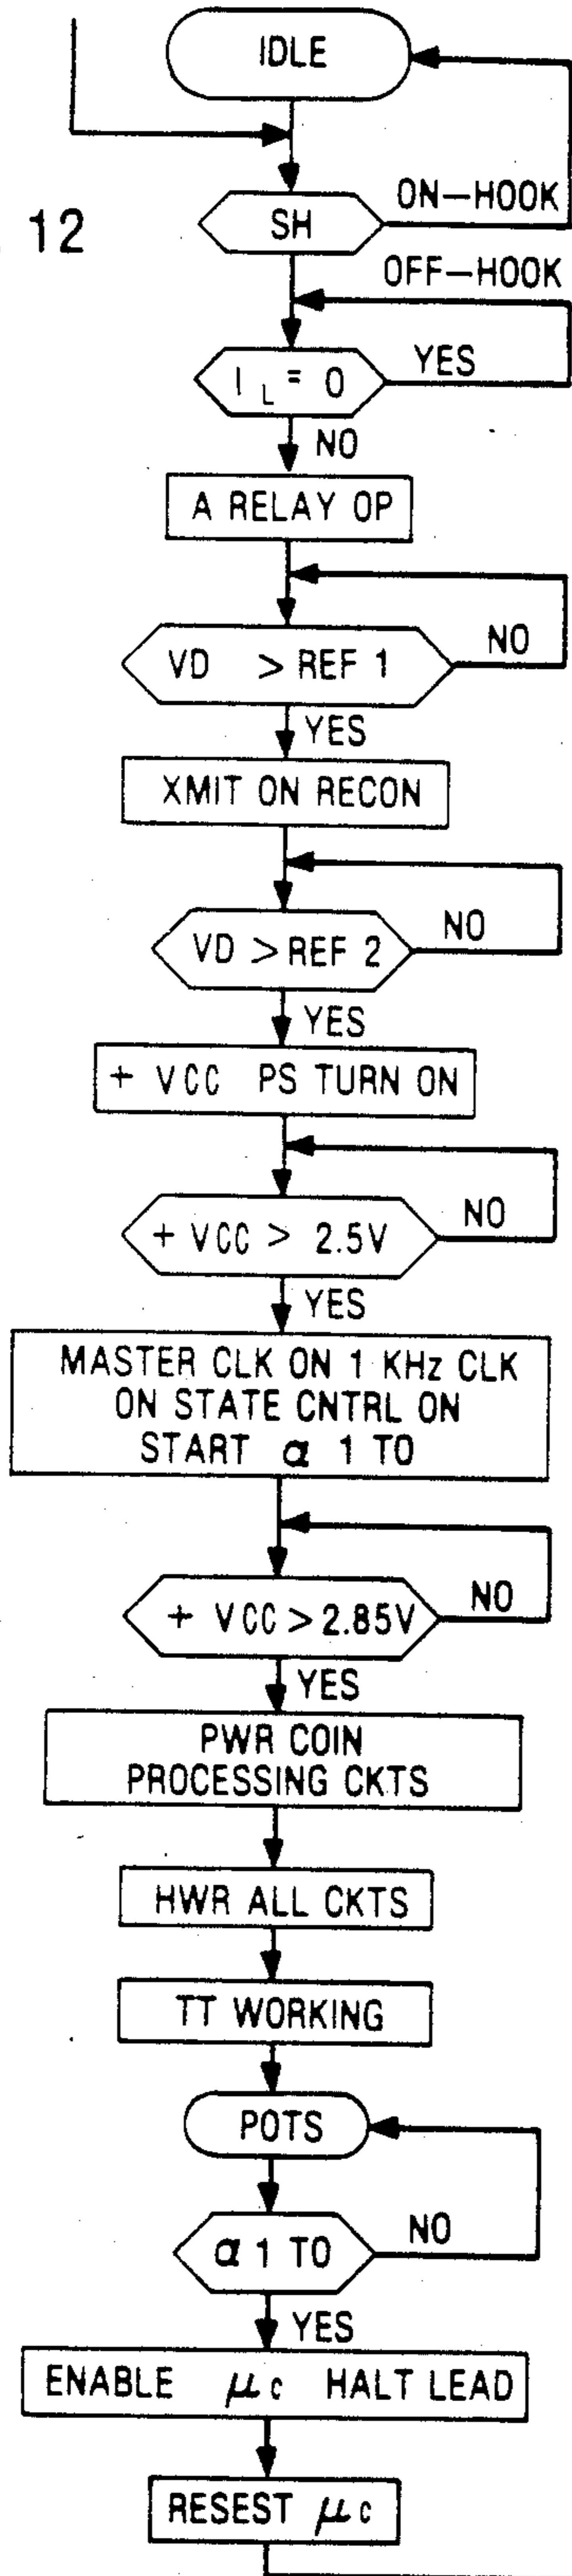 IDLE
12
SH
ON-HOOK
OFF-HOOK
I L = 0
YES
NO
A RELAY OP
VD > REF 1
NO
YES
XMIT ON RECON
VD > REF 2
NO
YES
+ VCC PS TURN ON
+ VCC > 2.5V
NO
YES
MASTER CLK ON 1 KHz CLK
ON STATE CNTRL ON
START α 1 TO
+ VCC > 2.85V
NO
YES
PWR COIN
PROCESSING CKTS
HWR ALL CKTS
TT WORKING
POTS
α 1 TO
NO
YES
ENABLE μc HALT LEAD
RESEST μc